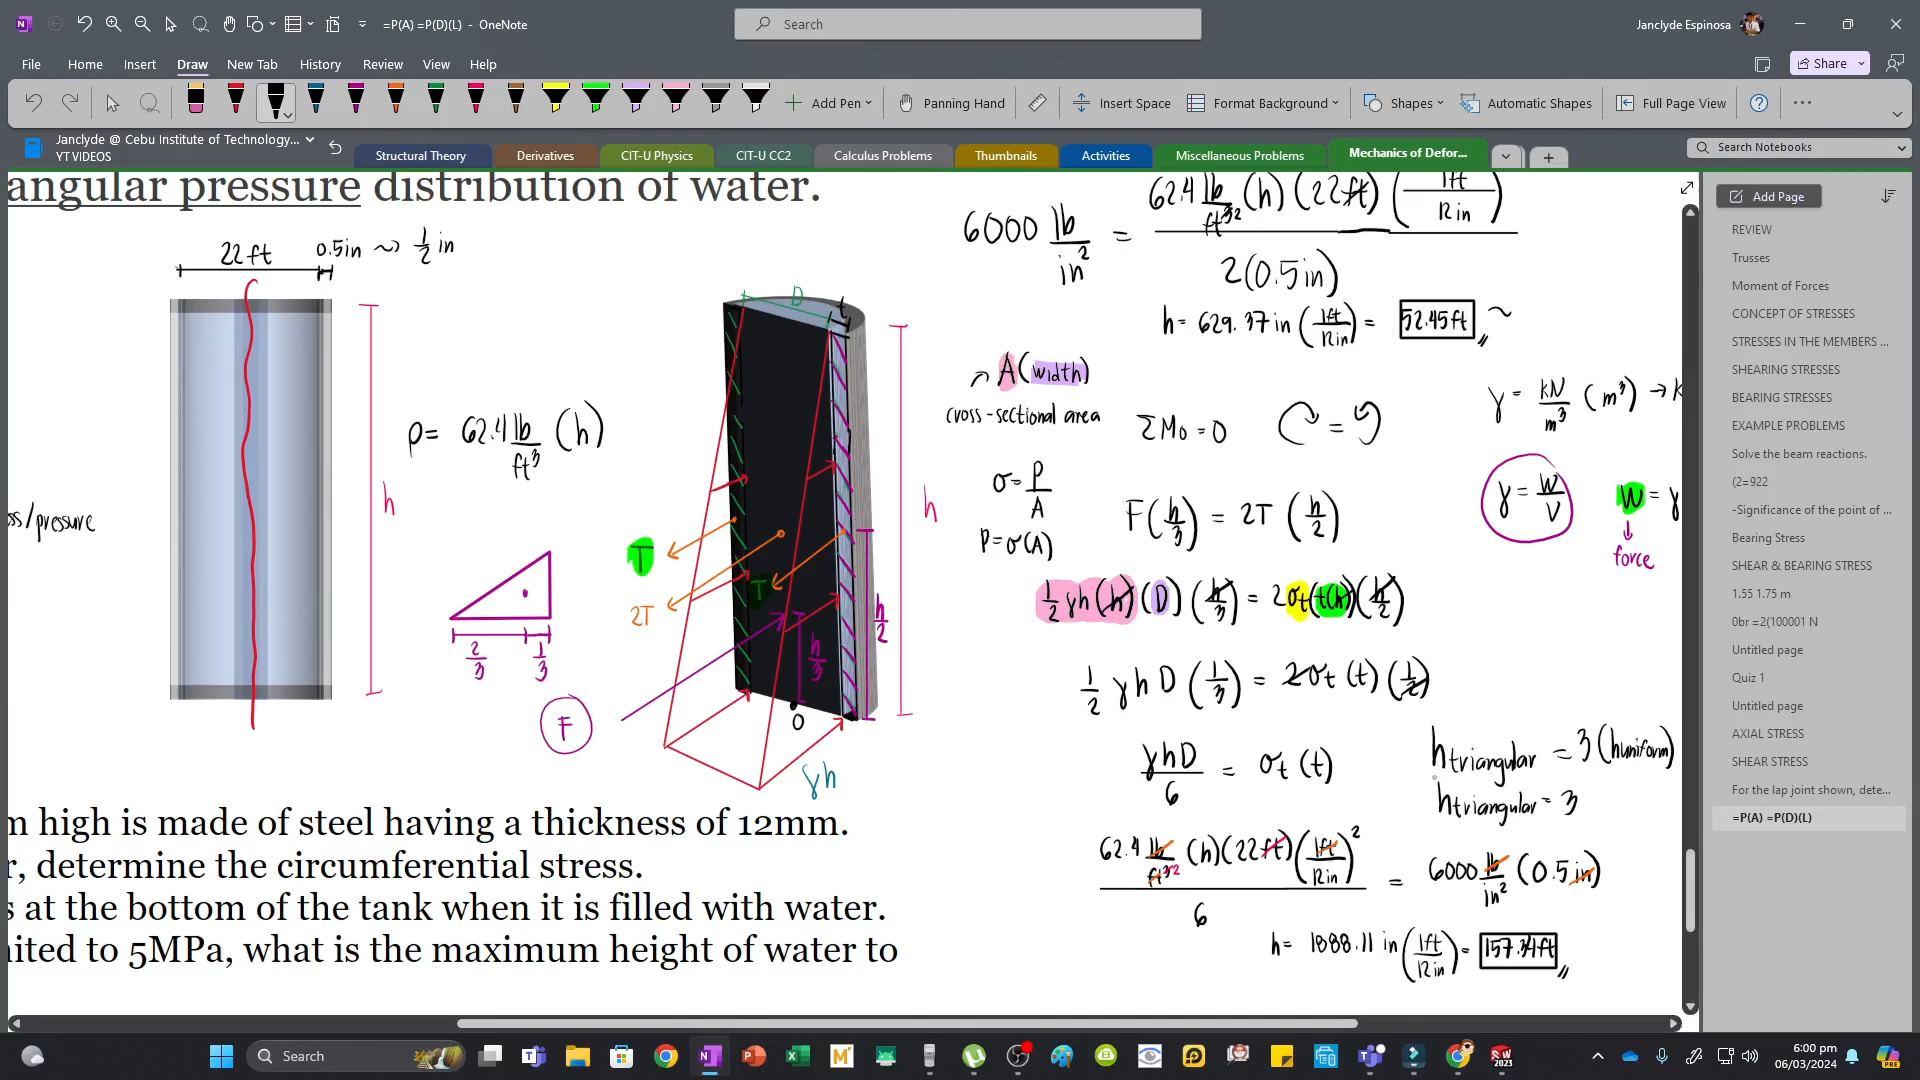 =P(A) =P(D)(L) - OneNote
Search
Janclyde Espinosa
File Home Insert Draw New Tab History Review View Help
Share
Add Pen
Panning Hand
Insert Space
Format Background
Shapes
Automatic Shapes
Full Page View
Janclyde @ Cebu Institute of Technology...
YT VIDEOS
Structural Theory
Derivatives
CIT-U Physics
CIT-U CC2
Calculus Problems
Thumbnails
Activities
Miscellaneous Problems
Mechanics of Defor...
Search Notebooks
angular pressure distribution of water.
22 ft
0.5in ~> 1/2 in
h
p= 62.4 lb/ft³ (h)
ss/pressure
2/3
1/3
T
2T
T
F
D
t
h
h/2
h/3
O
γh
m high is made of steel having a thickness of 12mm.
r, determine the circumferential stress.
s at the bottom of the tank when it is filled with water.
nited to 5MPa, what is the maximum height of water to
6000 lb/in² = 62.4 lb/ft³² (h) (22ft) (1ft/12in) / 2(0.5in)
h= 629.37 in (1ft/12in) = 52.45ft
A (width)
cross-sectional area
ΣMo = 0
σ= P/A
P= σ(A)
F(h/3) = 2T (h/2)
1/2 γh (h) (D) (h/3) = 2σt(t(h))(h/2)
1/2 γh D (1/3) = 2σt (t) (1/2)
γhD/6 = σt (t)
62.4 lb/ft³² (h)(22ft)(1ft/12in)² / 6 = 6000 lb/in² (0.5in)
h= 1888.11 in (1ft/12in) = 157.34ft
γ = kN/m³ (m³) → k
γ = W/V
W = γ
force
htriangular = 3(huniform)
htriangular = 3
Add Page
REVIEW
Trusses
Moment of Forces
CONCEPT OF STRESSES
STRESSES IN THE MEMBERS ...
SHEARING STRESSES
BEARING STRESSES
EXAMPLE PROBLEMS
Solve the beam reactions.
(2=922
-Significance of the point of ...
Bearing Stress
SHEAR & BEARING STRESS
1.55 1.75 m
0br =2(100001 N
Untitled page
Quiz 1
Untitled page
AXIAL STRESS
SHEAR STRESS
For the lap joint shown, dete...
=P(A) =P(D)(L)
Search
6:00 pm
06/03/2024